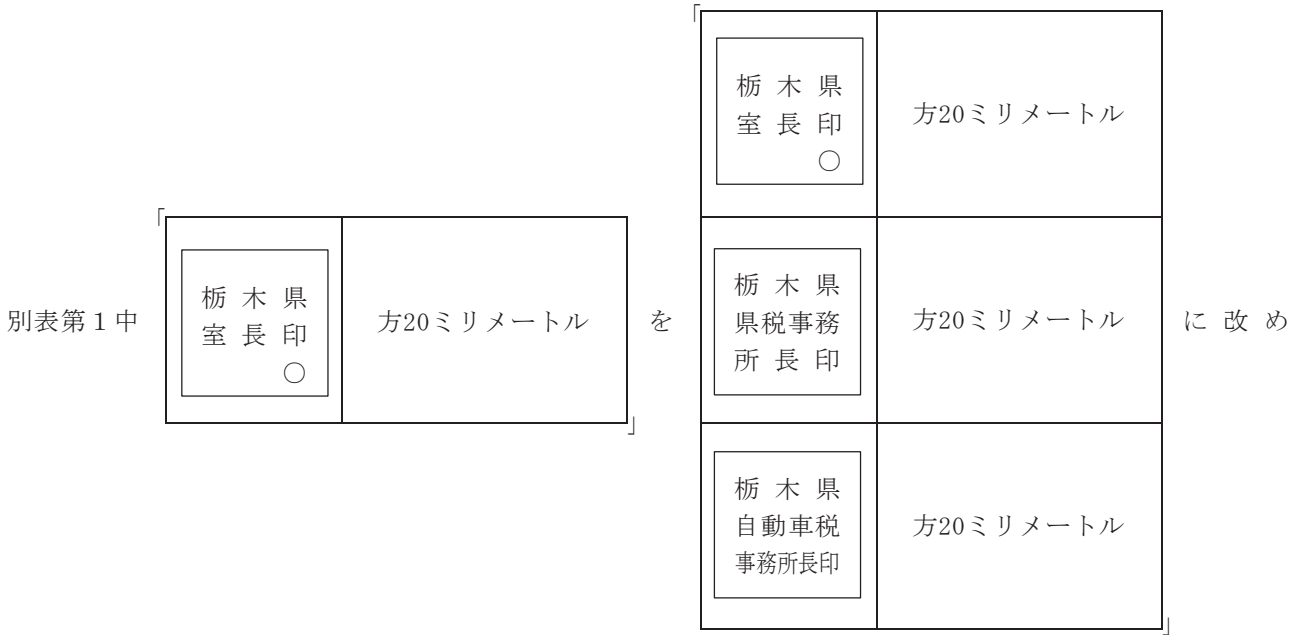 別表第1中
「
栃木県
室長印
○
方20ミリメートル
」
を
「
栃木県
室長印
○
方20ミリメートル
栃木県
県税事務
所長印
方20ミリメートル
栃木県
自動車税
事務所長印
方20ミリメートル
」
に改め